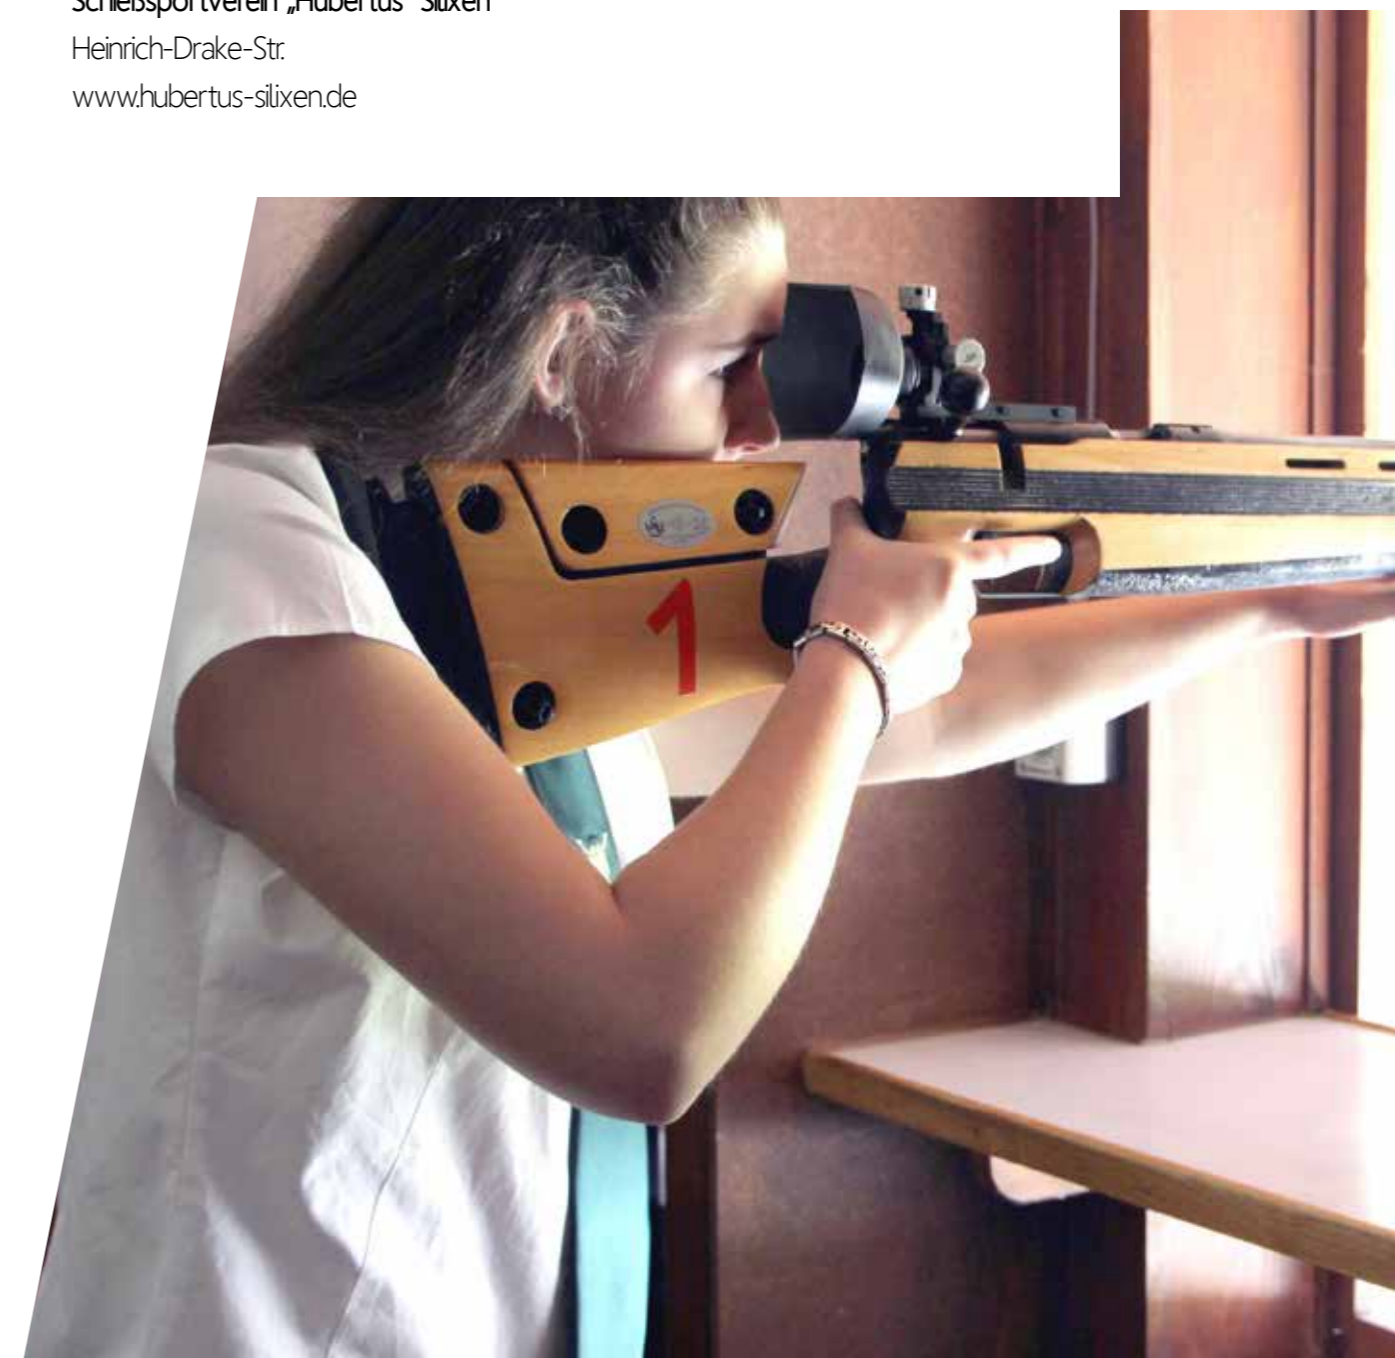 Schießsportverein „Hubertus“ Silixen
Heinrich-Drake-Str.
www.hubertus-silixen.de
1